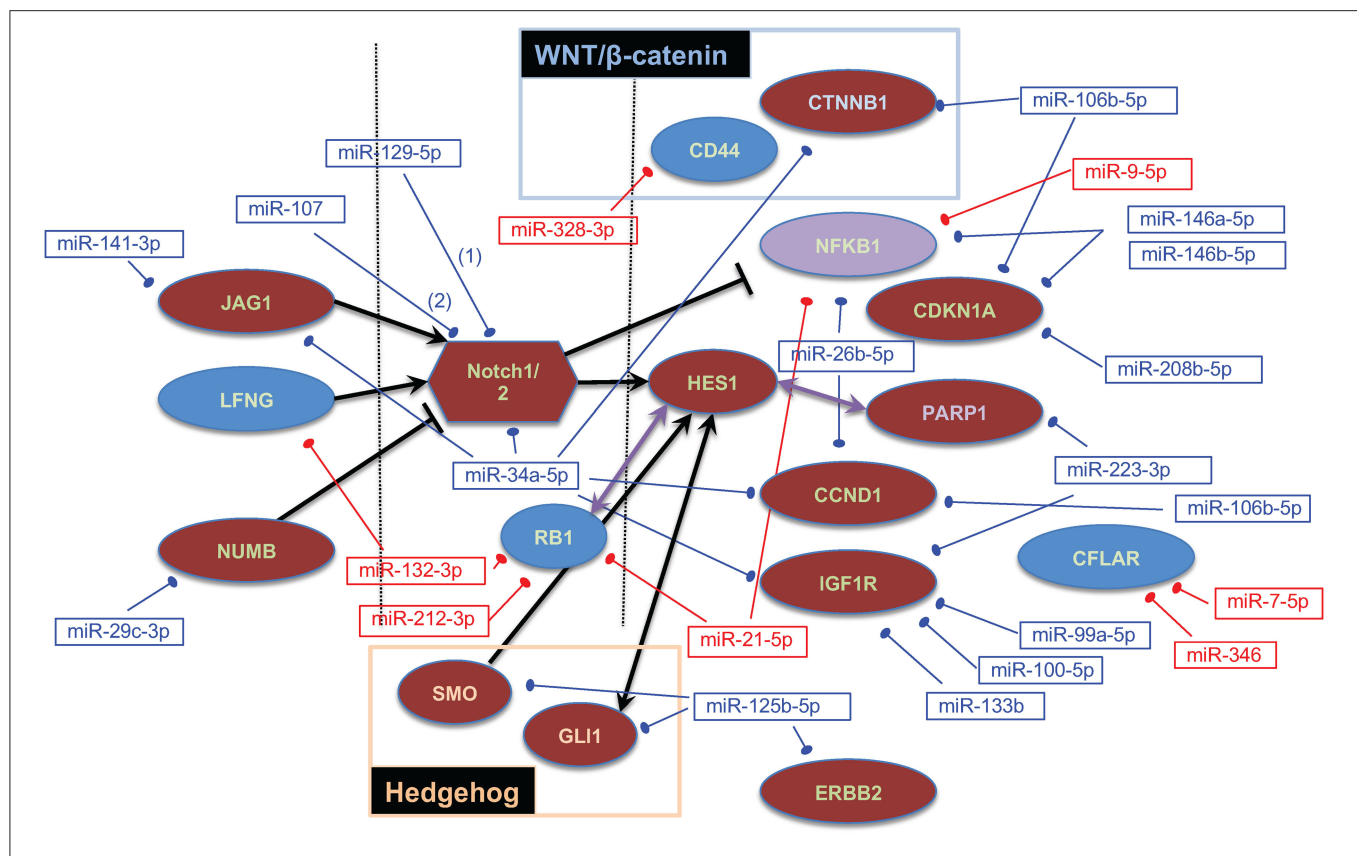 WNT/β-catenin
CTNNB1
miR-106b-5p
CD44
miR-129-5p
miR-9-5p
miR-107
miR-328-3p
miR-146a-5p
NFKB1
miR-141-3p
(1)
miR-146b-5p
JAG1
(2)
CDKN1A
miR-26b-5p
Notch1/
2
HES1
miR-208b-5p
LFNG
PARP1
miR-34a-5p
miR-223-3p
CCND1
miR-106b-5p
RB1
NUMB
CFLAR
miR-132-3p
IGF1R
miR-7-5p
miR-212-3p
miR-29c-3p
miR-21-5p
miR-99a-5p
miR-346
miR-100-5p
SMO
miR-125b-5p
miR-133b
GLI1
Hedgehog
ERBB2